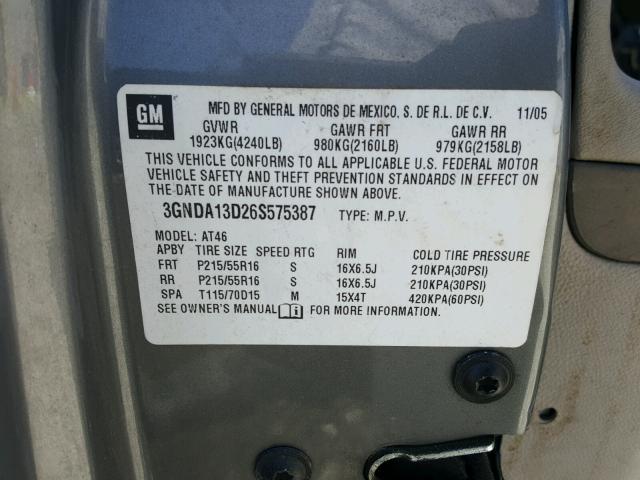 GM MFD BY GENERAL MOTORS DE MEXICO, S. DE R.L. DE C.V. 11/05
GVWR GAWR FRT GAWR RR
1923KG(4240LB) 980KG(2160LB) 979KG(2158LB)
THIS VEHICLE CONFORMS TO ALL APPLICABLE U.S. FEDERAL MOTOR
VEHICLE SAFETY AND THEFT PREVENTION STANDARDS IN EFFECT ON
THE DATE OF MANUFACTURE SHOWN ABOVE.
3GNDA13D26S575387 TYPE: M.P.V.
MODEL: AT46
APBY TIRE SIZE SPEED RTG RIM COLD TIRE PRESSURE
FRT P215/55R16 S 16X6.5J 210KPA(30PSI)
RR P215/55R16 S 16X6.5J 210KPA(30PSI)
SPA T115/70D15 M 15X4T 420KPA(60PSI)
SEE OWNER'S MANUAL i FOR MORE INFORMATION.